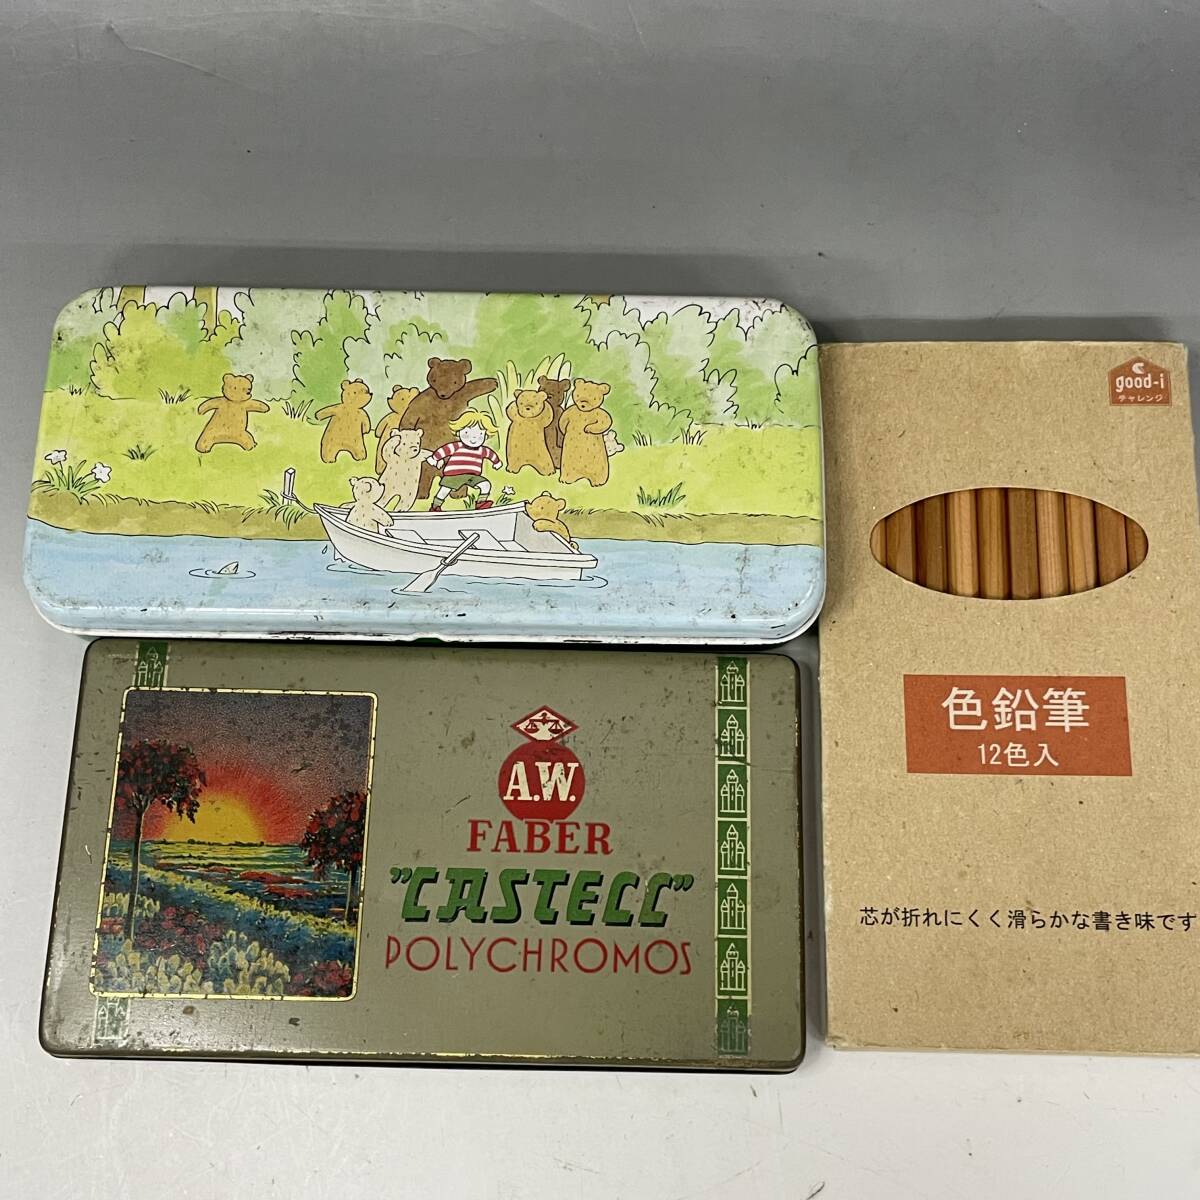 A.W.
FABER
"CASTELL"
POLYCHROMOS
good-i
チャレンジ
色鉛筆
12色入
芯が折れにくく滑らかな書き味です